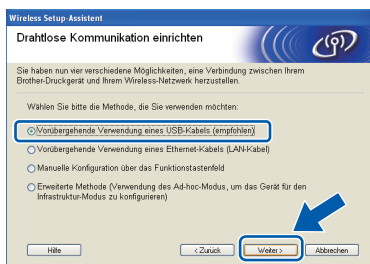 Wireless Setup-Assistent
Drahtlose Kommunikation einrichten
Sie haben nun vier verschiedene Möglichkeiten, eine Verbindung zwischen Ihrem
Brother-Druckgerät und Ihrem Wireless-Netzwerk herzustellen.
Wählen Sie bitte die Methode, die Sie verwenden möchten:
Vorübergehende Verwendung eines USB-Kabels (empfohlen)
Vorübergehende Verwendung eines Ethernet-Kabels (LAN-Kabel)
Manuelle Konfiguration über das Funktionstastenfeld
Erweiterte Methode (Verwendung des Ad-hoc-Modus, um das Gerät für den
Infrastruktur-Modus zu konfigurieren)
Hilfe < Zurück Weiter > Abbrechen